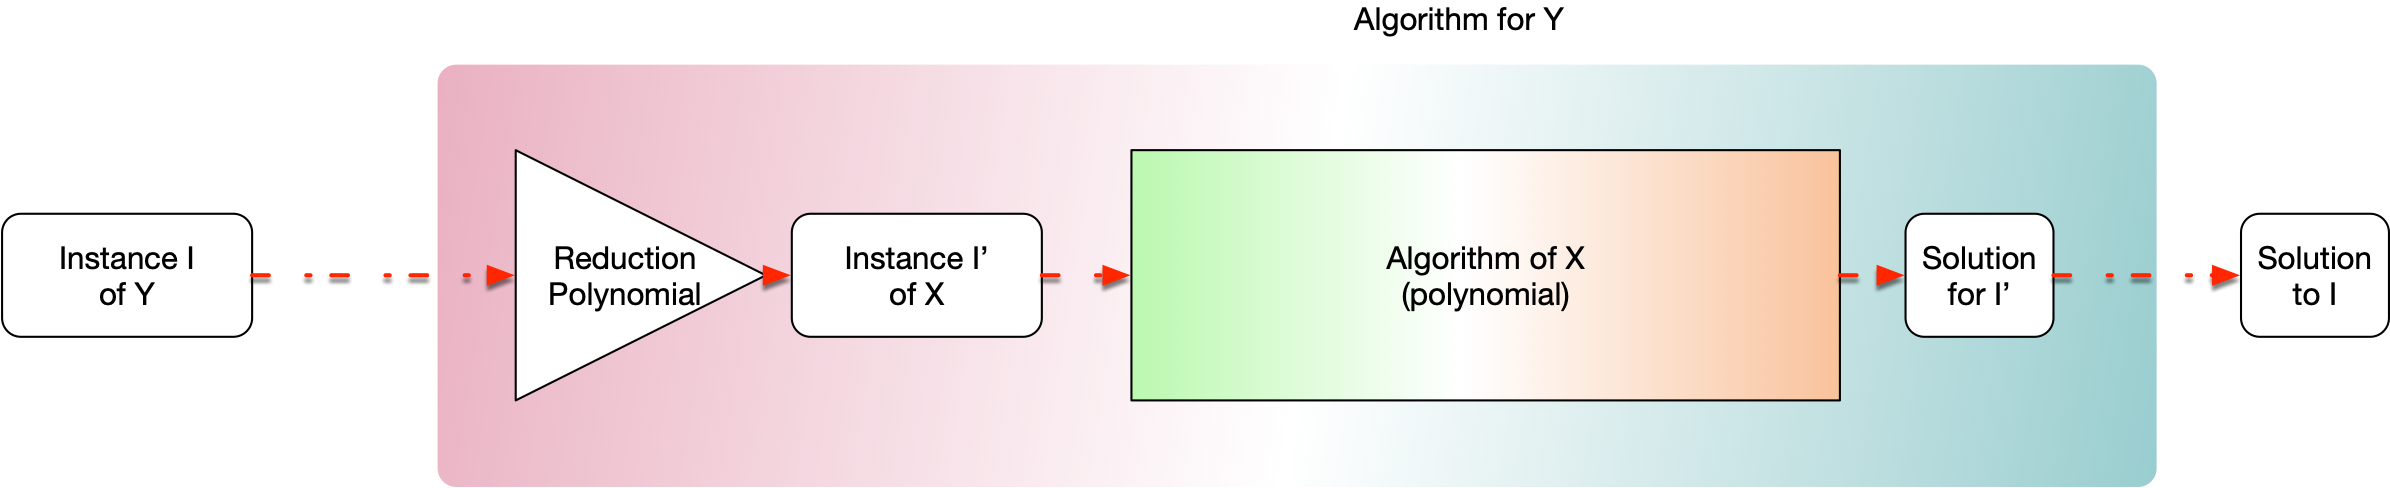 Algorithm for Y
Instance I
of Y
Reduction
Polynomial
Instance I’
of X
Algorithm of X
(polynomial)
Solution
for I’
Solution
to I